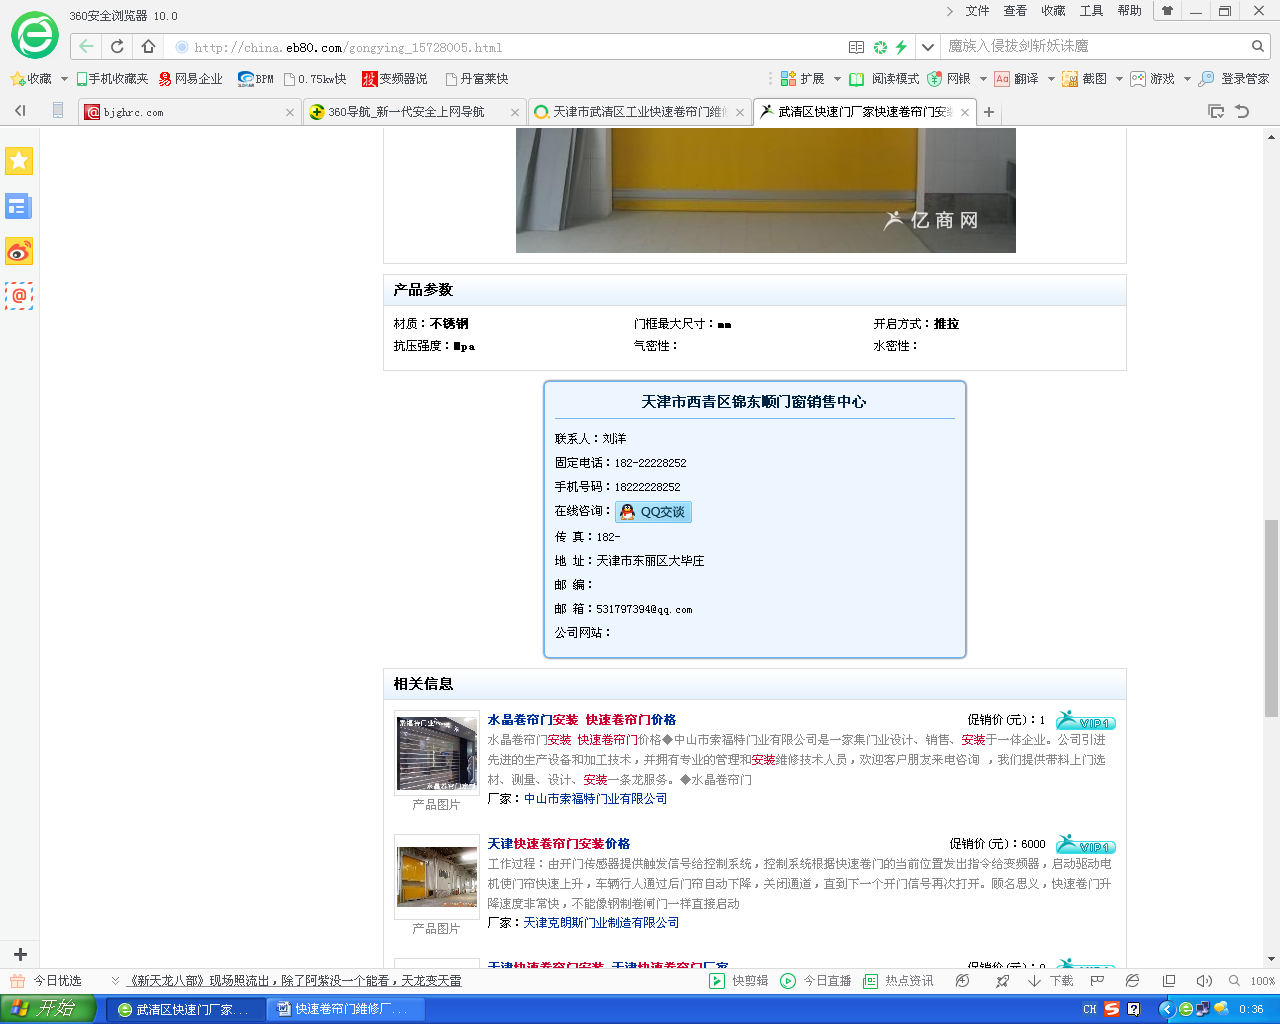 360安全浏览器 10.0
文件 查看 收藏 工具 帮助
http://china.eb80.com/gongying_15728005.html
魔族入侵拔剑斩妖诛魔
收藏 手机收藏夹 网易企业 BPM 0.75kw快 变频器说 丹富莱快 扩展 阅读模式 网银 翻译 截图 游戏 登录管家
bjghrc.com
360导航_新一代安全上网导航
天津市武清区工业快速卷帘门维
武清区快速门厂家快速卷帘门安装
亿商网
产品参数
材质：不锈钢 门框最大尺寸：mm 开启方式：推拉
抗压强度：Mpa 气密性： 水密性：
天津市西青区锦东顺门窗销售中心
联系人：刘洋
固定电话：182-22228252
手机号码：18222228252
在线咨询： QQ交谈
传 真：182-
地 址：天津市东丽区大毕庄
邮 编：
邮 箱：531797394@qq.com
公司网站：
相关信息
水晶卷帘门安装 快速卷帘门价格 促销价(元)：1 VIP1
水晶卷帘门安装 快速卷帘门价格◆中山市索福特门业有限公司是一家集门业设计、销售、安装于一体企业。公司引进
先进的生产设备和加工技术，并拥有专业的管理和安装维修技术人员，欢迎客户朋友来电咨询 ，我们提供带料上门选
材、测量、设计、安装一条龙服务。◆水晶卷帘门
产品图片
厂家：中山市索福特门业有限公司
天津快速卷帘门安装价格 促销价(元)：6000 VIP1
工作过程：由开门传感器提供触发信号给控制系统，控制系统根据快速卷门的当前位置发出指令给变频器，启动驱动电
机使门帘快速上升，车辆行人通过后门帘自动下降，关闭通道，直到下一个开门信号再次打开。顾名思义，快速卷门升
降速度非常快，不能像钢制卷闸门一样直接启动
产品图片
厂家：天津克朗斯门业制造有限公司
天津快速卷帘门安装 天津快速卷帘门厂家 促销价(元)：0 VIP1
今日优选 《新天龙八部》现场照流出，除了阿紫没一个能看，天龙变天雷 快剪辑 今日直播 热点资讯 下载 100%
开始 武清区快速门厂家... 快速卷帘门维修厂... CH 0:36